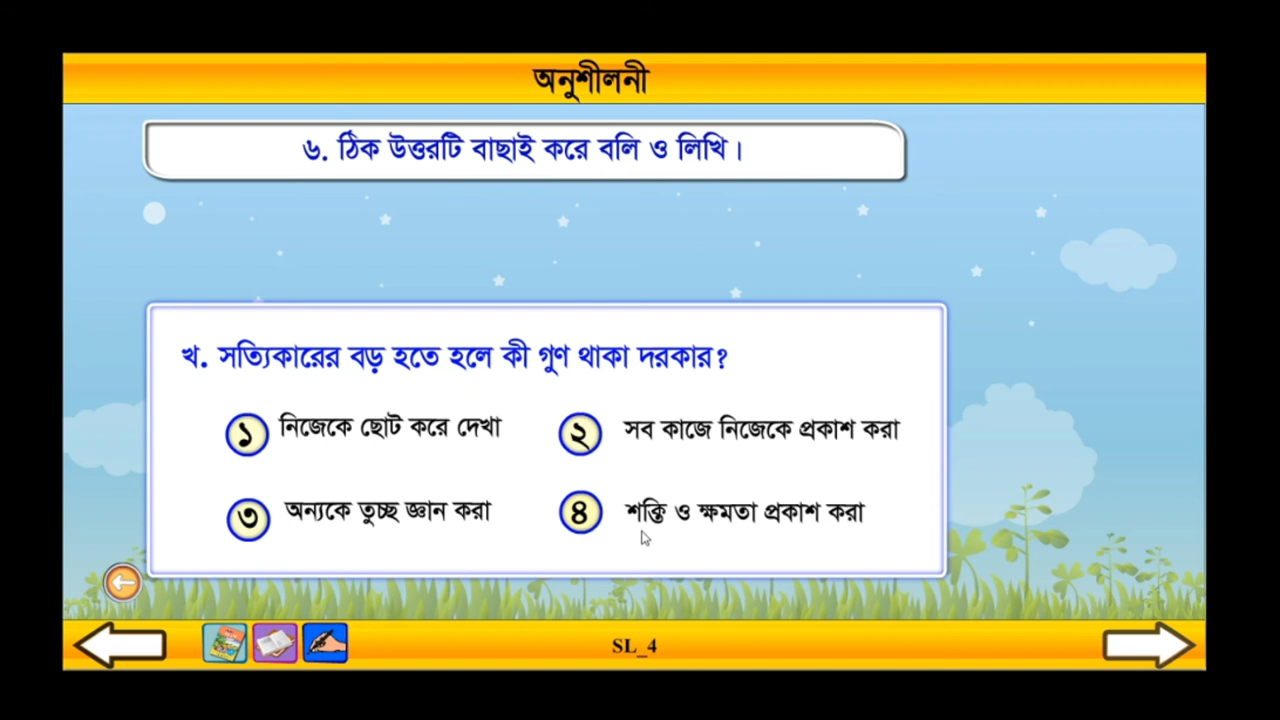 অনুশীলনী
৬. ঠিক উত্তরটি বাছাই করে বলি ও লিখি।
খ. সত্যিকারের বড় হতে হলে কী গুণ থাকা দরকার?
১ নিজেকে ছোট করে দেখা
২ সব কাজে নিজেকে প্রকাশ করা
৩ অন্যকে তুচ্ছ জ্ঞান করা
৪ শক্তি ও ক্ষমতা প্রকাশ করা
SL_4